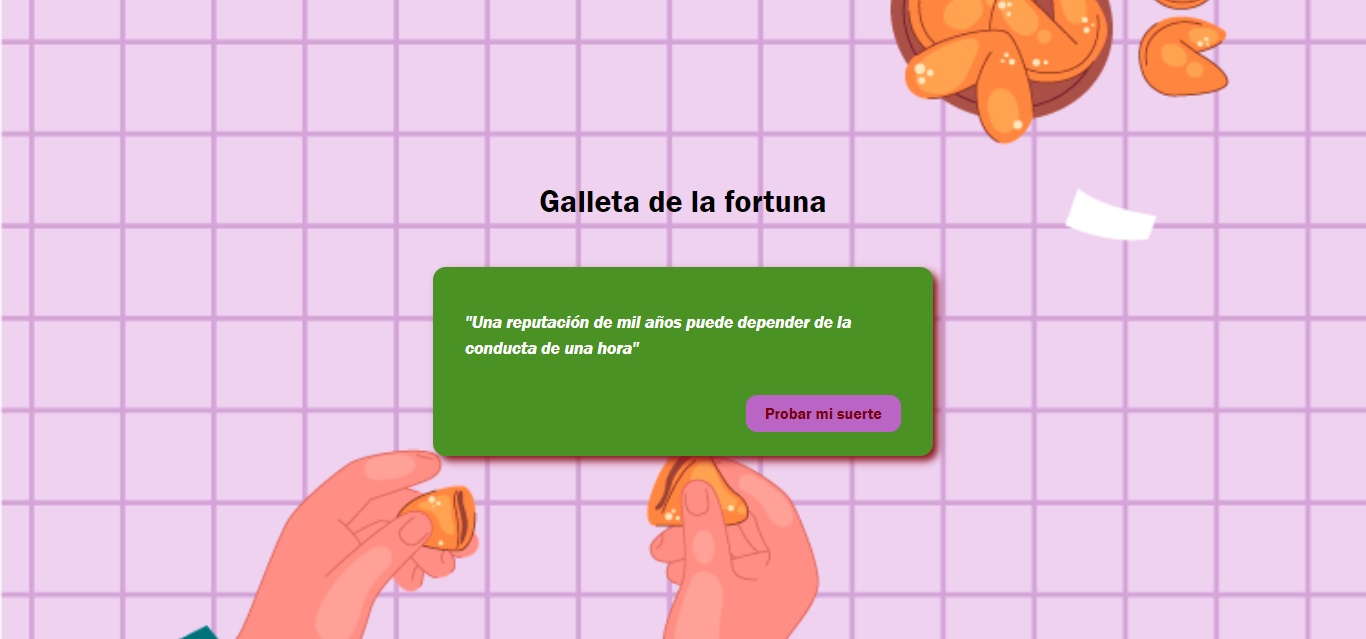 Galleta de la fortuna
"Una reputación de mil años puede depender de la
conducta de una hora"
Probar mi suerte